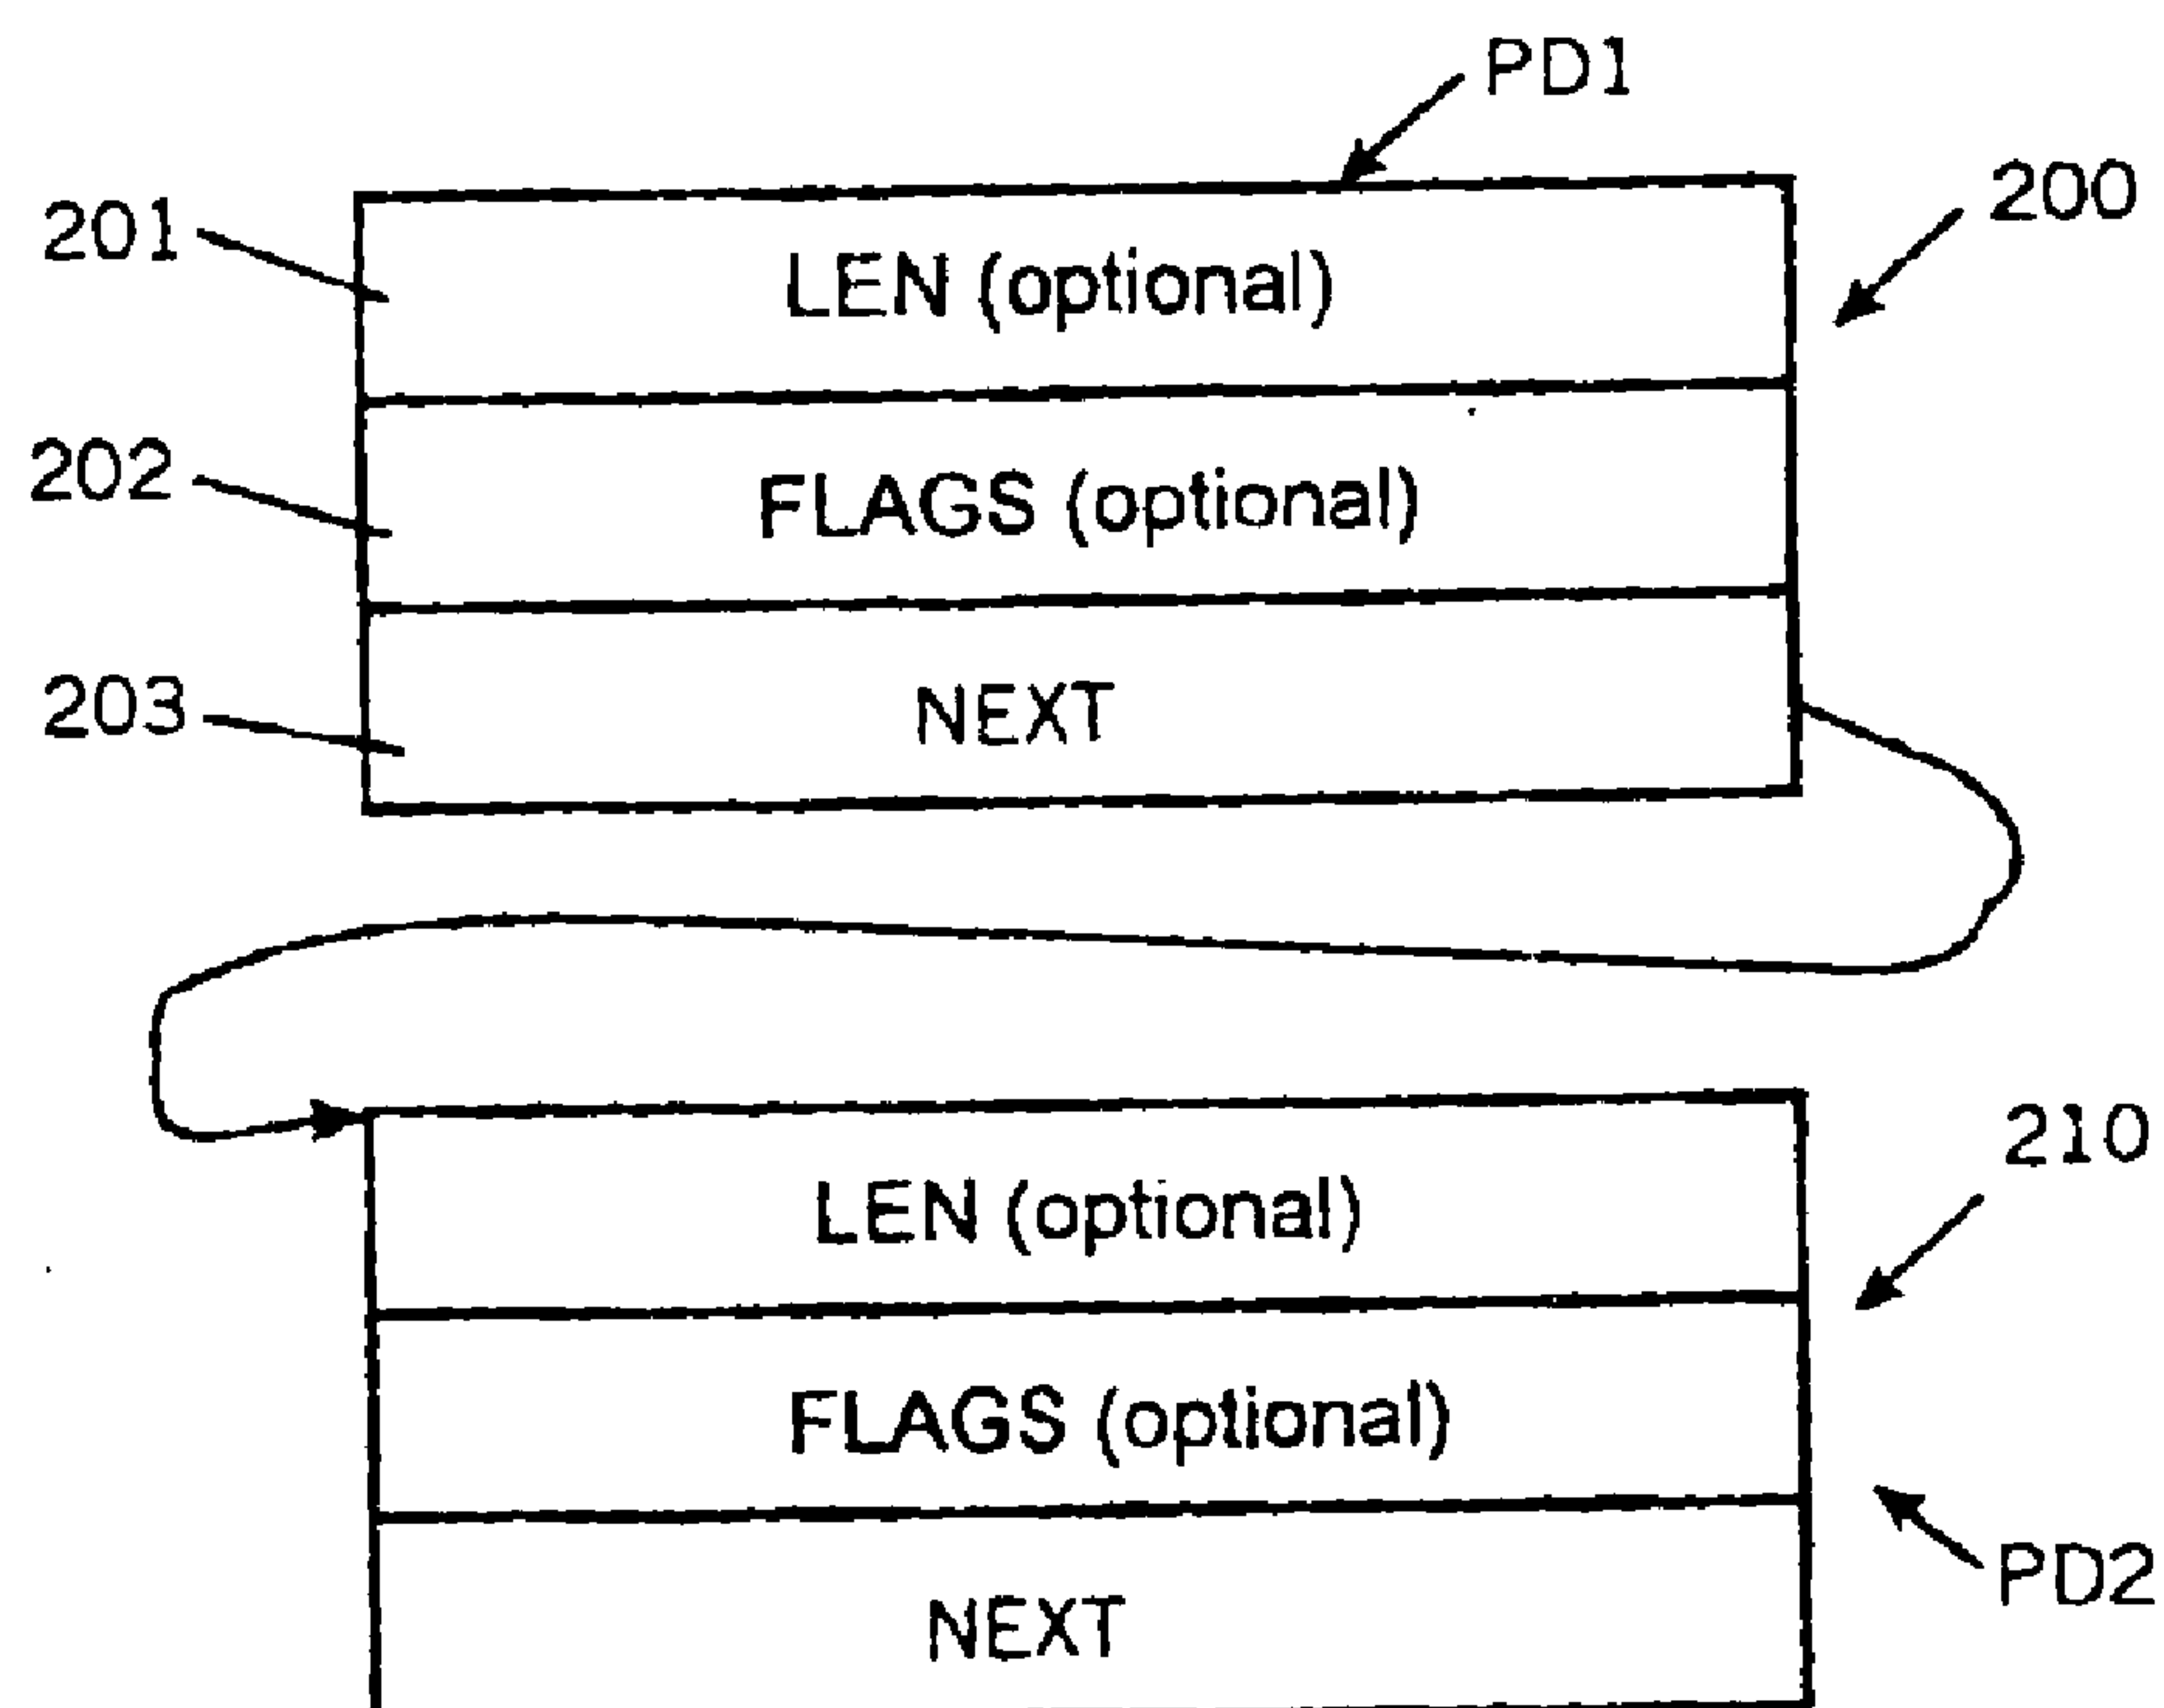 PD1
200
201
LEN (optional)
202
FLAGS (optional)
203
NEXT
210
LEN (optional)
FLAGS (optional)
PD2
NEXT